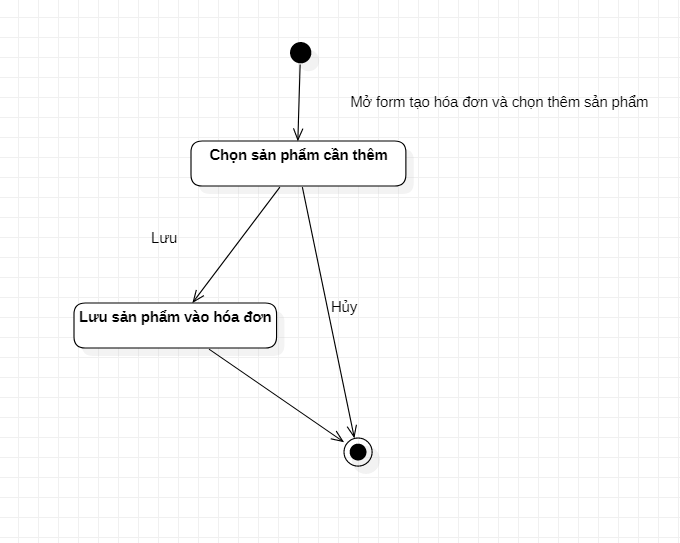 Mở form tạo hóa đơn và chọn thêm sản phẩm
Chọn sản phẩm cần thêm
Lưu
Lưu sản phẩm vào hóa đơn
Hủy